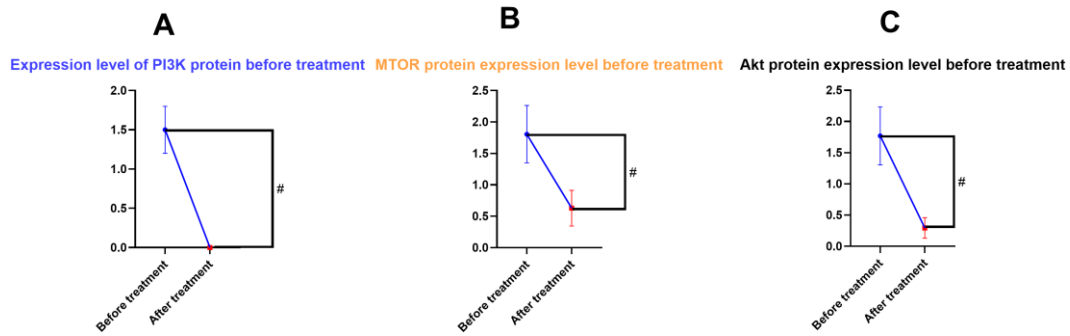 A
Expression level of PI3K protein before treatment
2.0
1.5
1.0
0.5
0.0
#
Before treatment
After treatment
B
MTOR protein expression level before treatment
2.5
2.0
1.5
1.0
0.5
0.0
#
Before treatment
After treatment
C
Akt protein expression level before treatment
2.5
2.0
1.5
1.0
0.5
0.0
#
Before treatment
After treatment